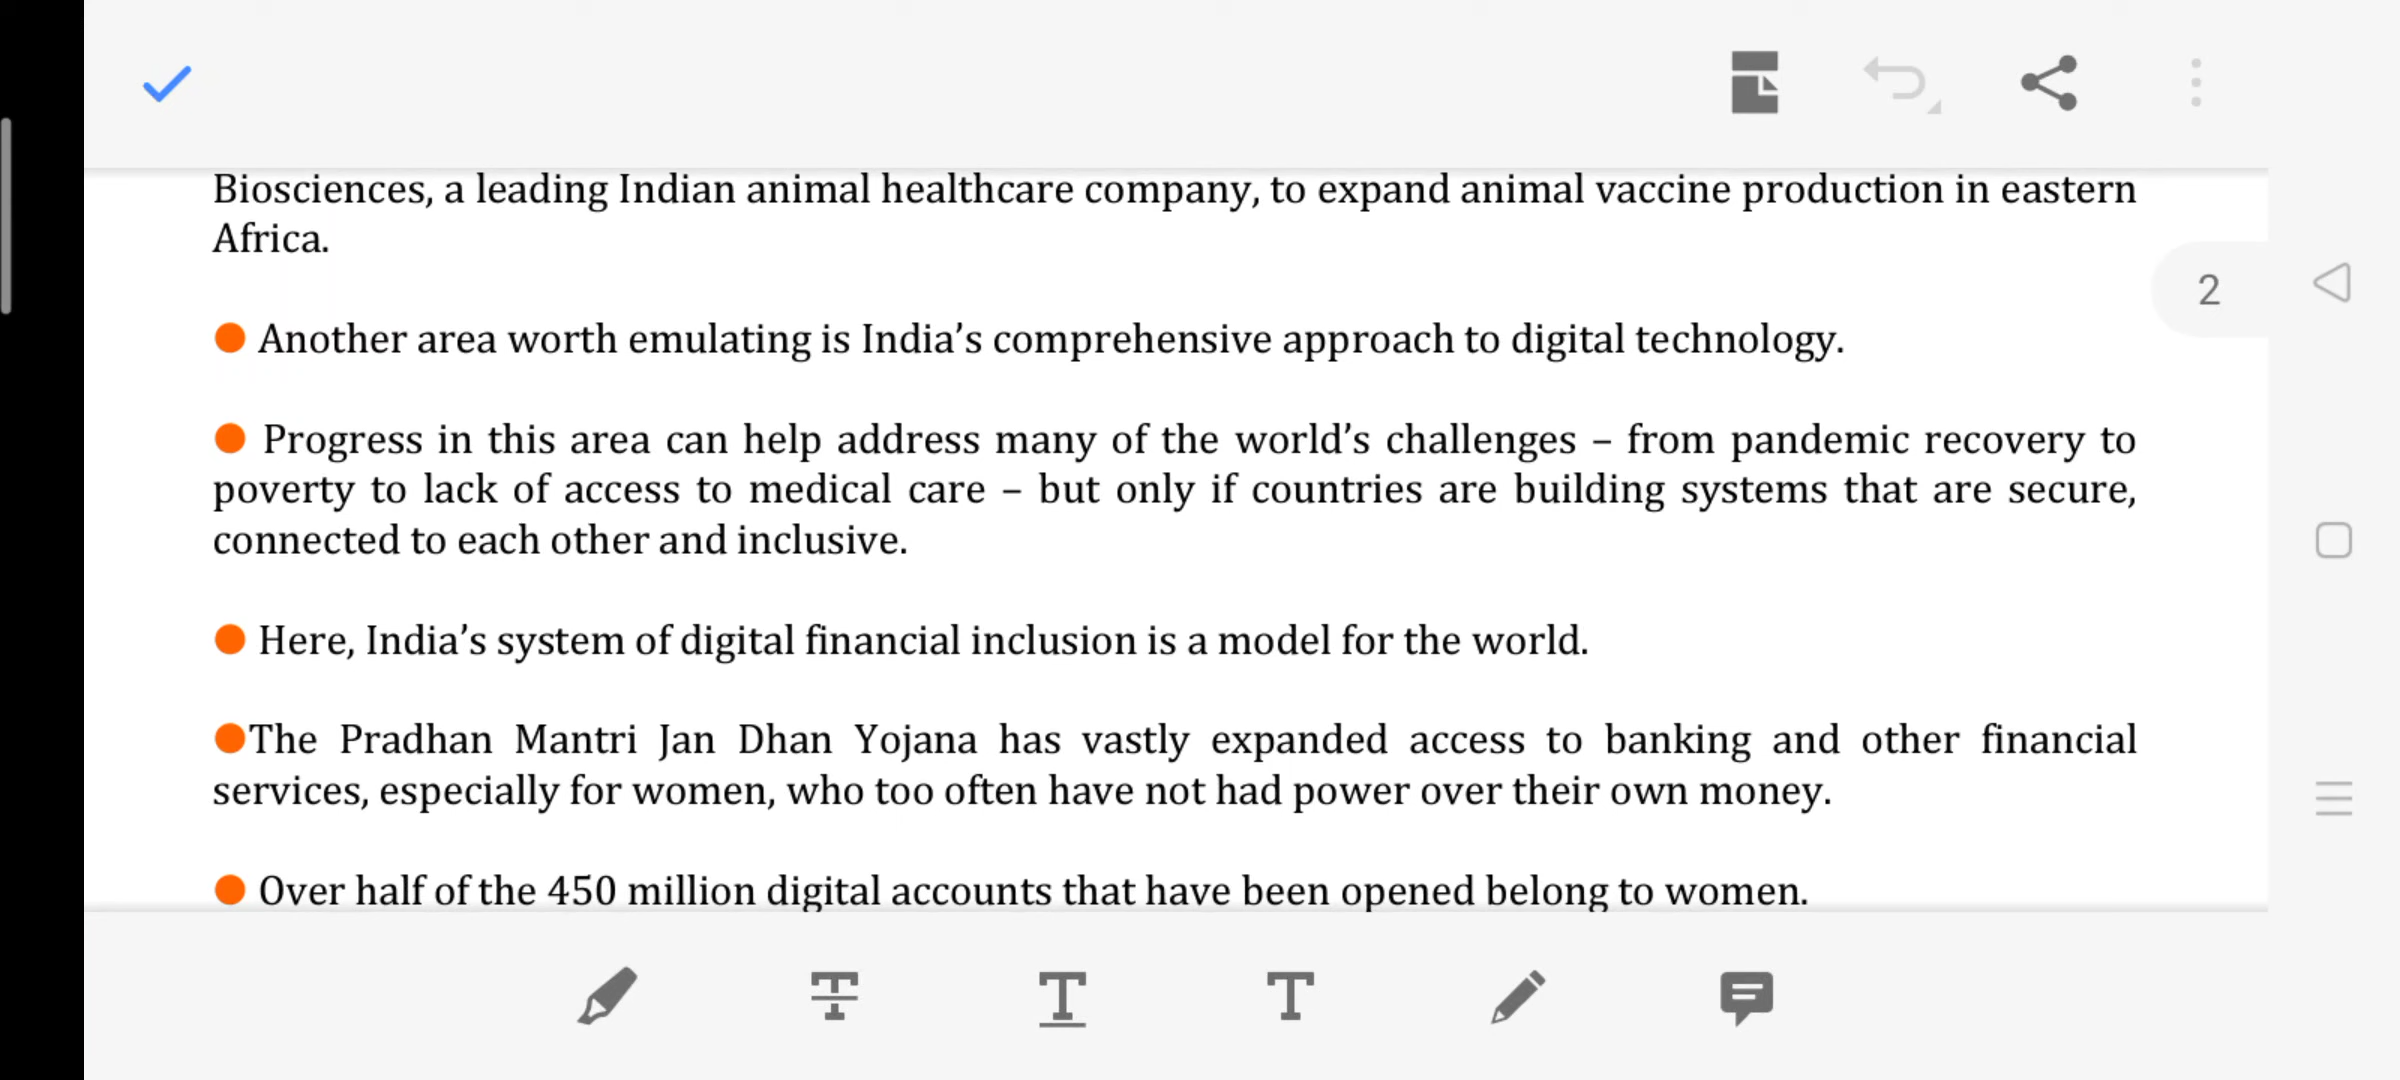 Biosciences, a leading Indian animal healthcare company, to expand animal vaccine production in eastern
Africa.
2
Another area worth emulating is India’s comprehensive approach to digital technology.
Progress in this area can help address many of the world’s challenges – from pandemic recovery to
poverty to lack of access to medical care – but only if countries are building systems that are secure,
connected to each other and inclusive.
Here, India’s system of digital financial inclusion is a model for the world.
The Pradhan Mantri Jan Dhan Yojana has vastly expanded access to banking and other financial
services, especially for women, who too often have not had power over their own money.
Over half of the 450 million digital accounts that have been opened belong to women.